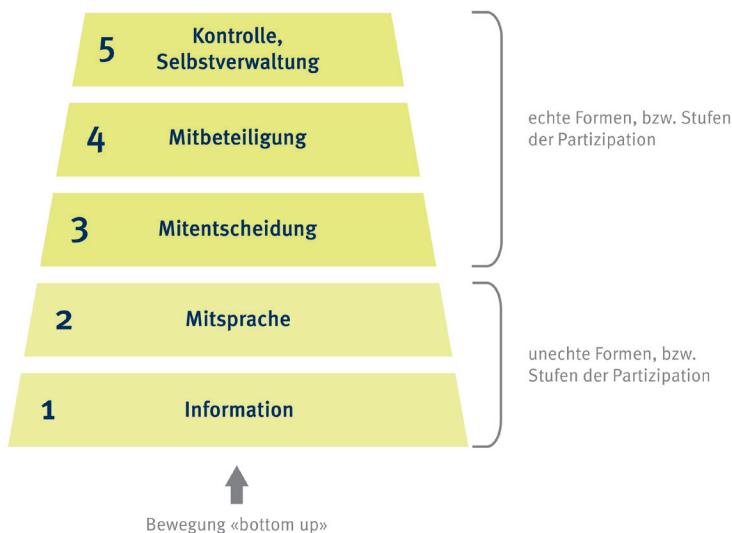 5 Kontrolle,
Selbstverwaltung
4 Mitbeteiligung
echte Formen, bzw. Stufen
der Partizipation
3 Mitentscheidung
2 Mitsprache
unechte Formen, bzw.
Stufen der Partizipation
1 Information
Bewegung «bottom up»